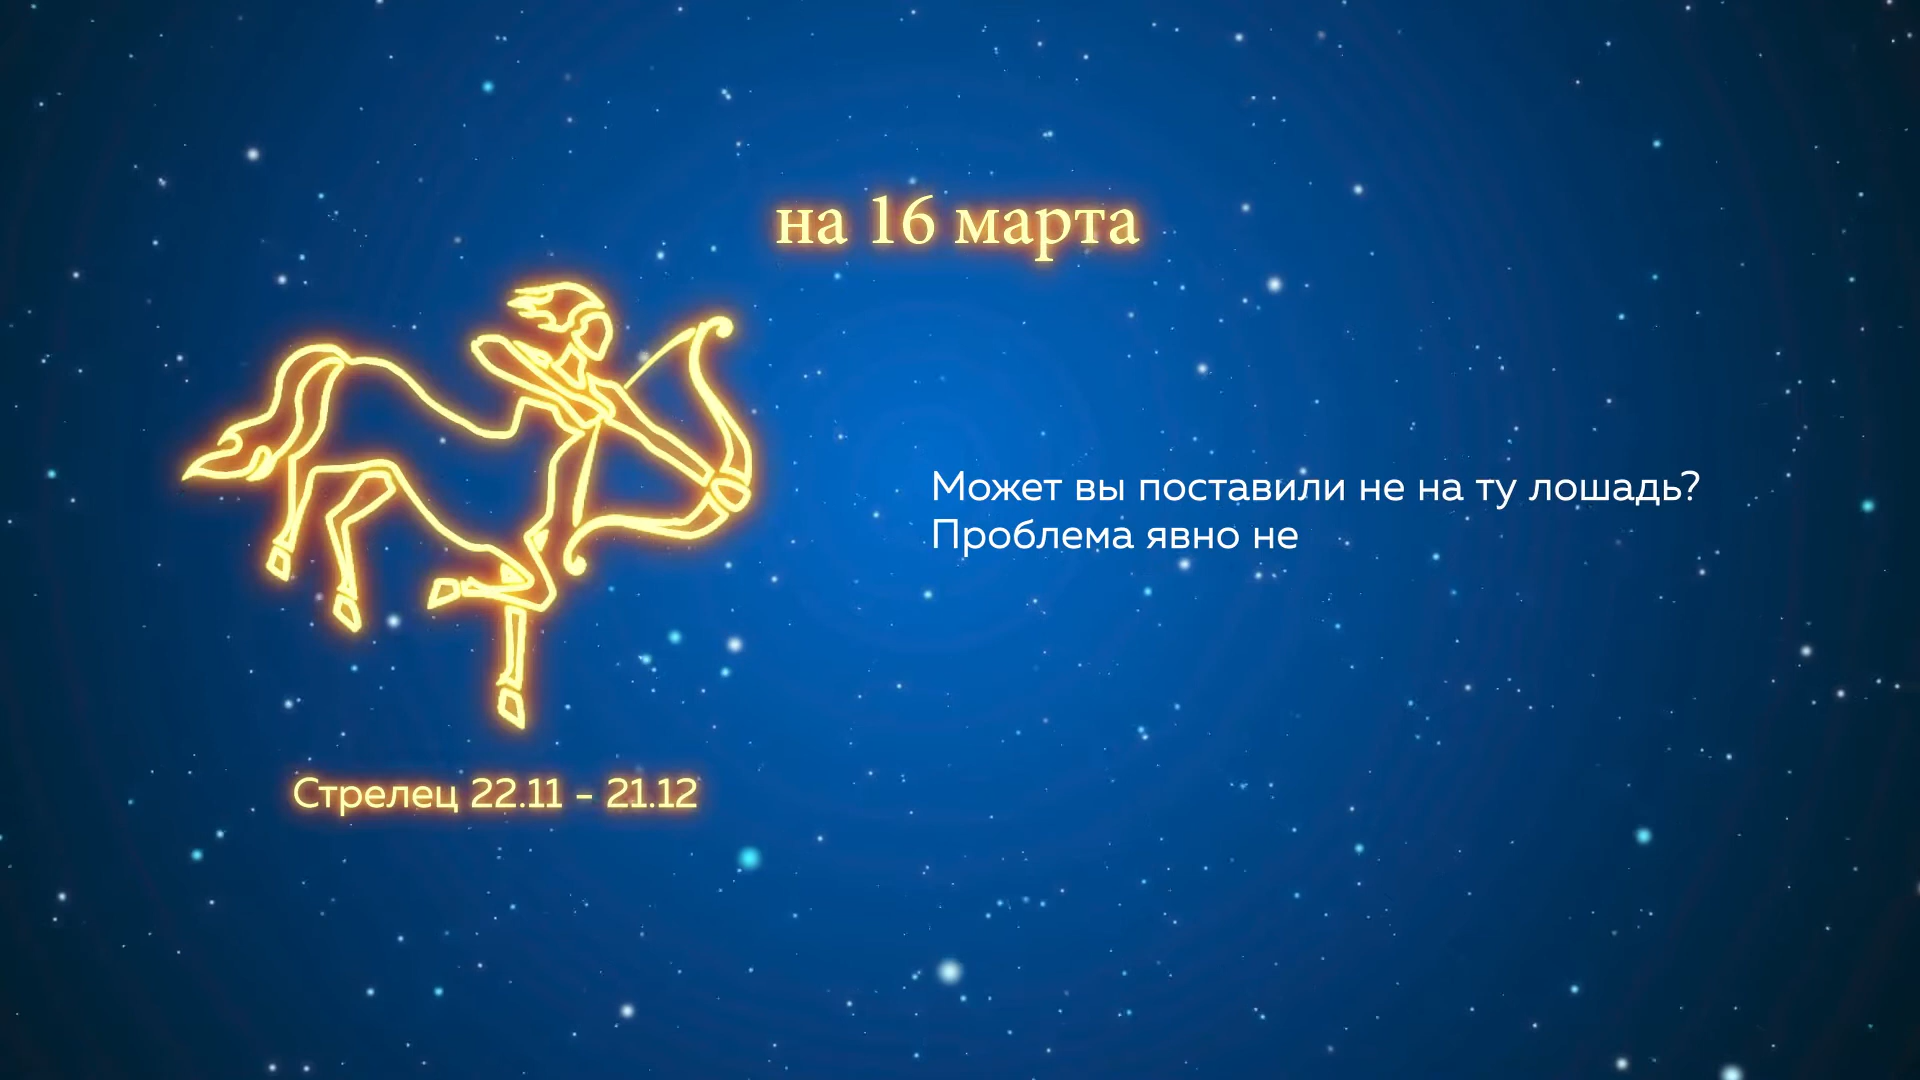 на 16 марта
Может вы поставили не на ту лошадь?
Проблема явно не
Стрелец 22.11 - 21.12